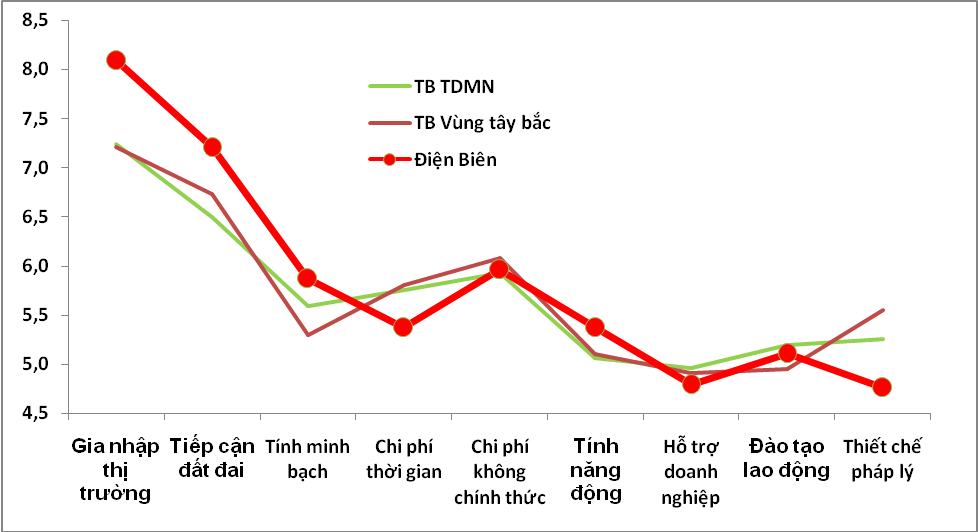 8,5
8,0
7,5
7,0
6,5
6,0
5,5
5,0
4,5
TB TDMN
TB Vùng tây bắc
Điện Biên
Gia nhập
thị
trường
Tiếp cận
đất đai
Tính minh
bạch
Chi phí
thời gian
Chi phí
không
chính thức
Tính
năng
động
Hỗ trợ
doanh
nghiệp
Đào tạo
lao động
Thiết chế
pháp lý